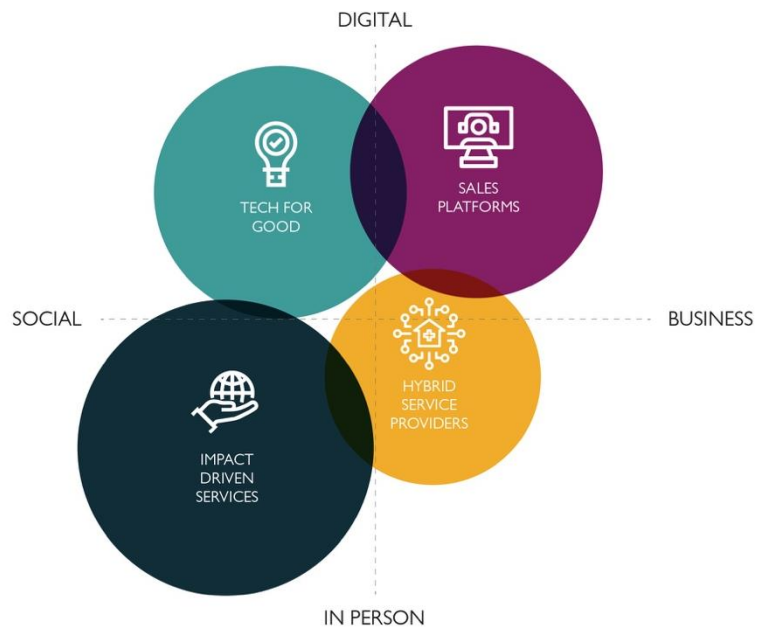 DIGITAL
TECH FOR
GOOD
SALES
PLATFORMS
SOCIAL
BUSINESS
HYBRID
SERVICE
PROVIDERS
IMPACT
DRIVEN
SERVICES
IN PERSON